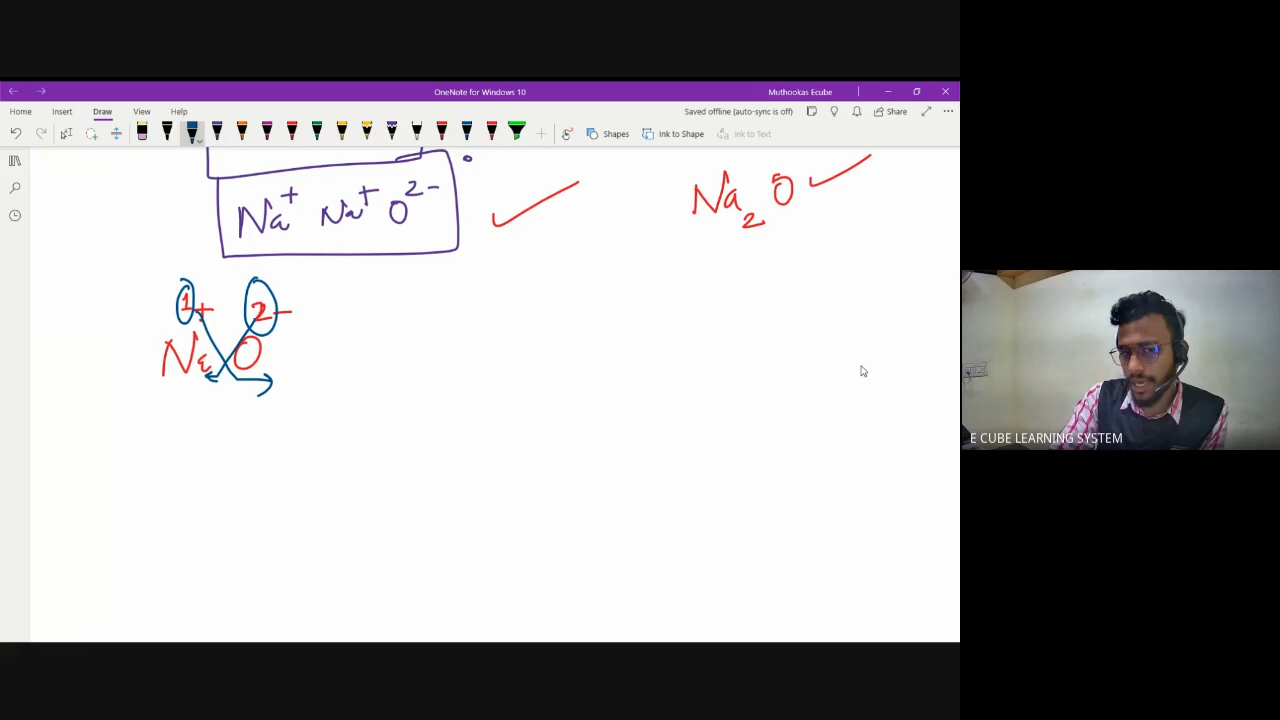 OneNote for Windows 10
Muthookas Ecube
Home Insert Draw View Help
Saved offline (auto-sync is off)
Share
Shapes
Ink to Shape
Ink to Text
Na+ Na+ O2-
Na2O
1+ 2-
Na O
E CUBE LEARNING SYSTEM